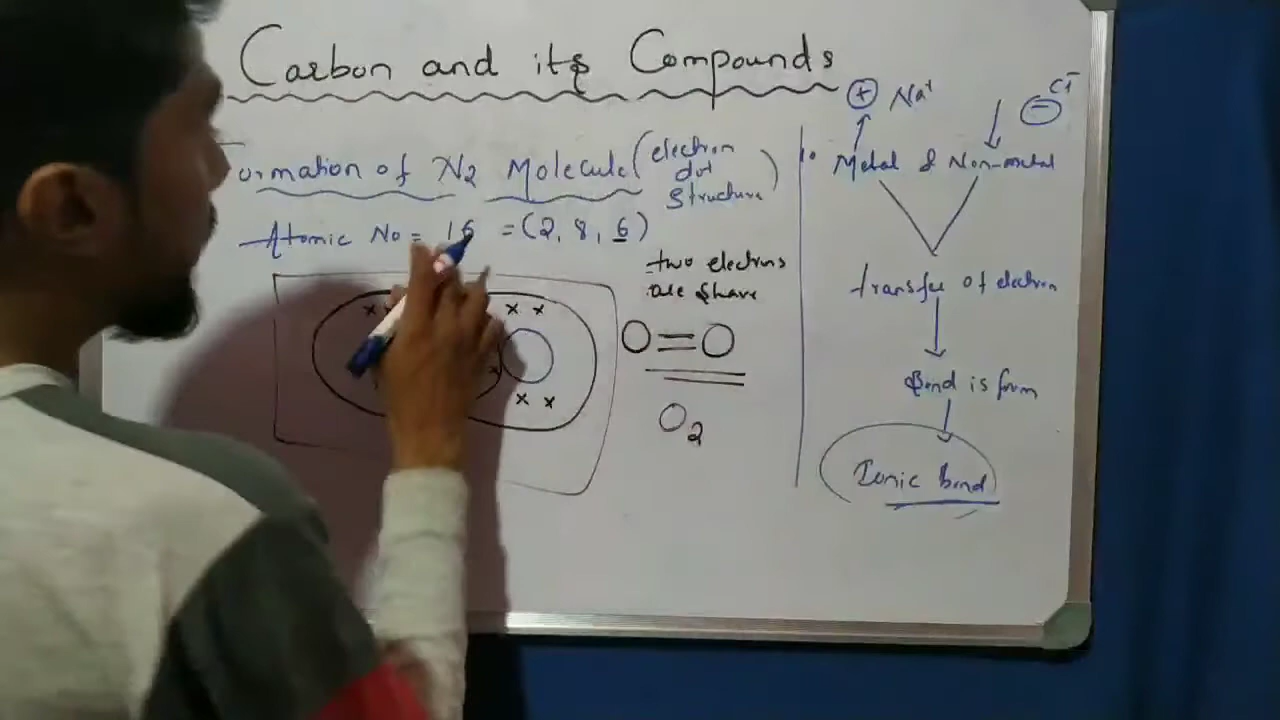 Carbon and its Compounds
ormation of N2 Molecule (electron dot structure)
Atomic No = 16 = (2, 8, 6)
two electrons
are share
O=O
O2
+ Na+
- Cl-
Metal & Non-metal
transfe of electron
Bond is form
Ionic bond